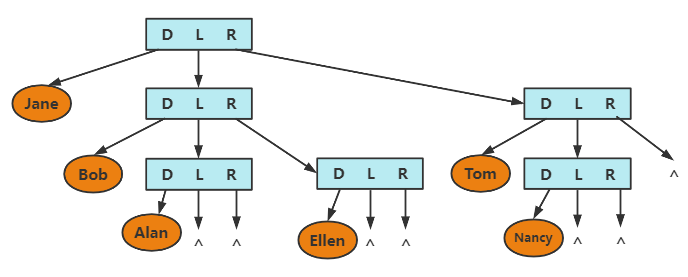 D L R
Jane
D L R
D L R
Bob
D L R
D L R
Tom
D L R
^
Alan
^ ^
Ellen
^ ^
Nancy
^ ^